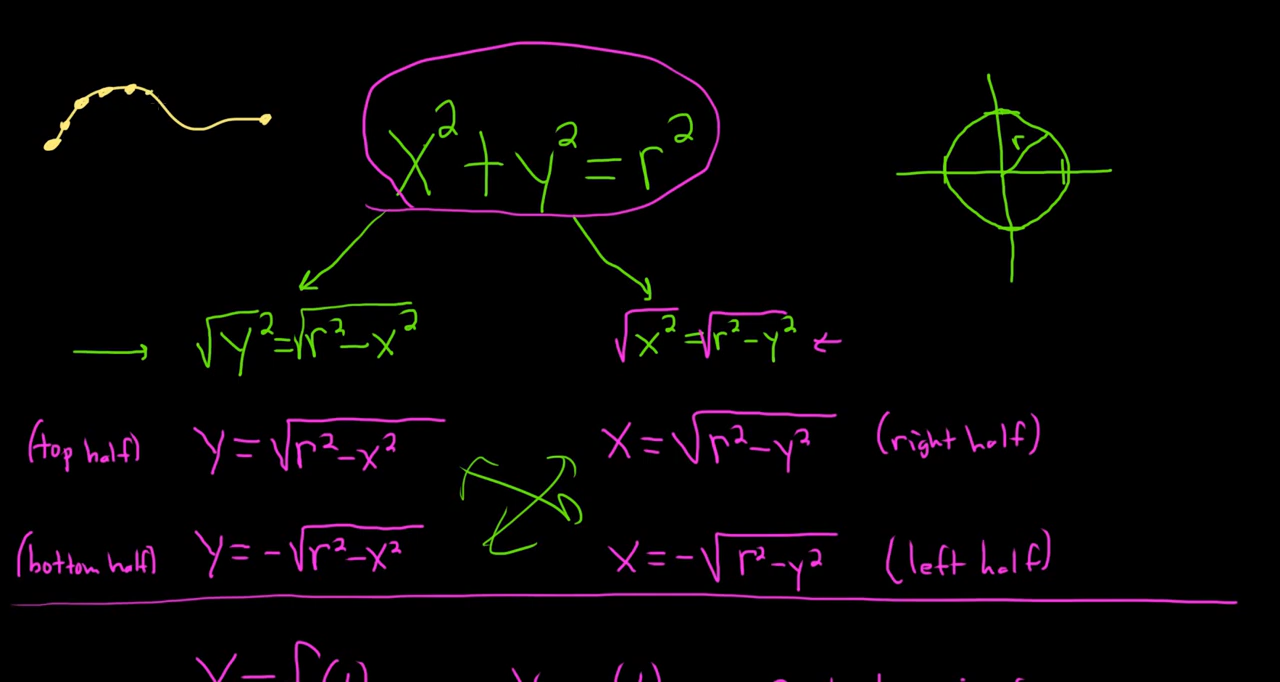 x² + y² = r²
r
√y² = √r² - x²
√x² = √r² - y²
(top half) y = √r² - x²
x = √r² - y² (right half)
(bottom half) y = -√r² - x²
x = -√r² - y² (left half)